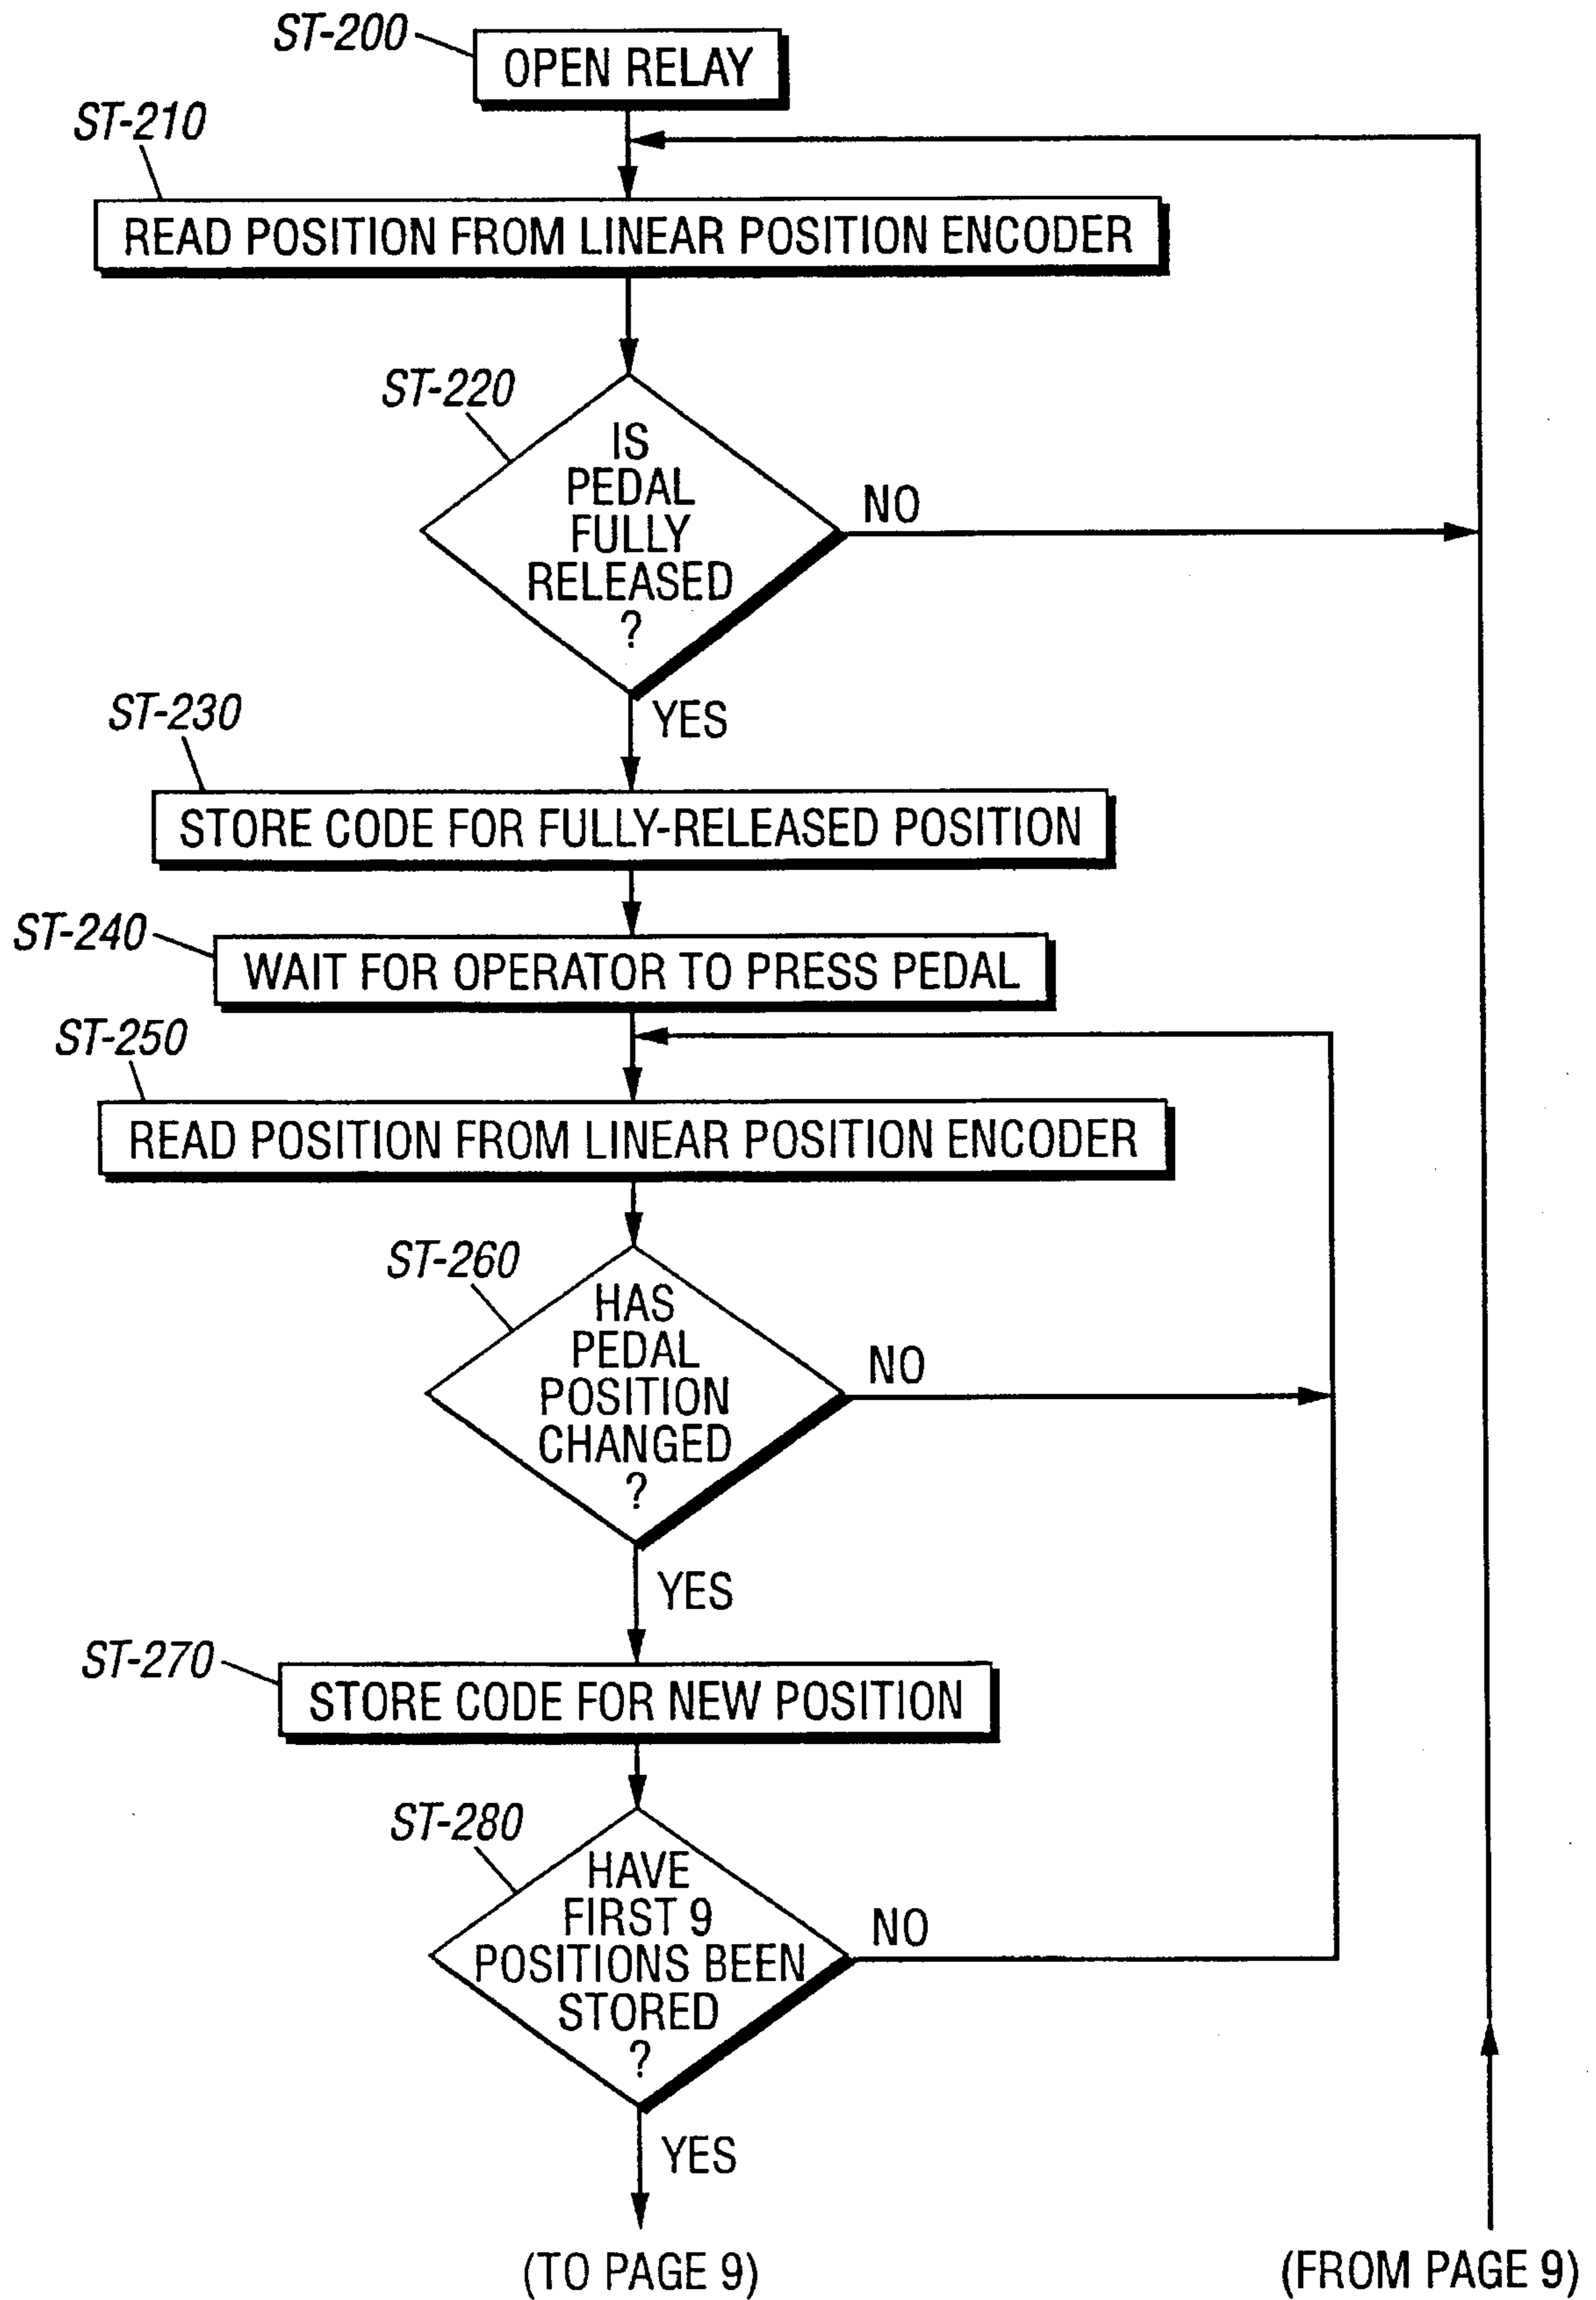 ST-200
OPEN RELAY
ST-210
READ POSITION FROM LINEAR POSITION ENCODER
ST-220
IS
PEDAL
FULLY
RELEASED
?
NO
YES
ST-230
STORE CODE FOR FULLY-RELEASED POSITION
ST-240
WAIT FOR OPERATOR TO PRESS PEDAL
ST-250
READ POSITION FROM LINEAR POSITION ENCODER
ST-260
HAS
PEDAL
POSITION
CHANGED
?
NO
YES
ST-270
STORE CODE FOR NEW POSITION
ST-280
HAVE
FIRST 9
POSITIONS BEEN
STORED
?
NO
YES
(TO PAGE 9)
(FROM PAGE 9)